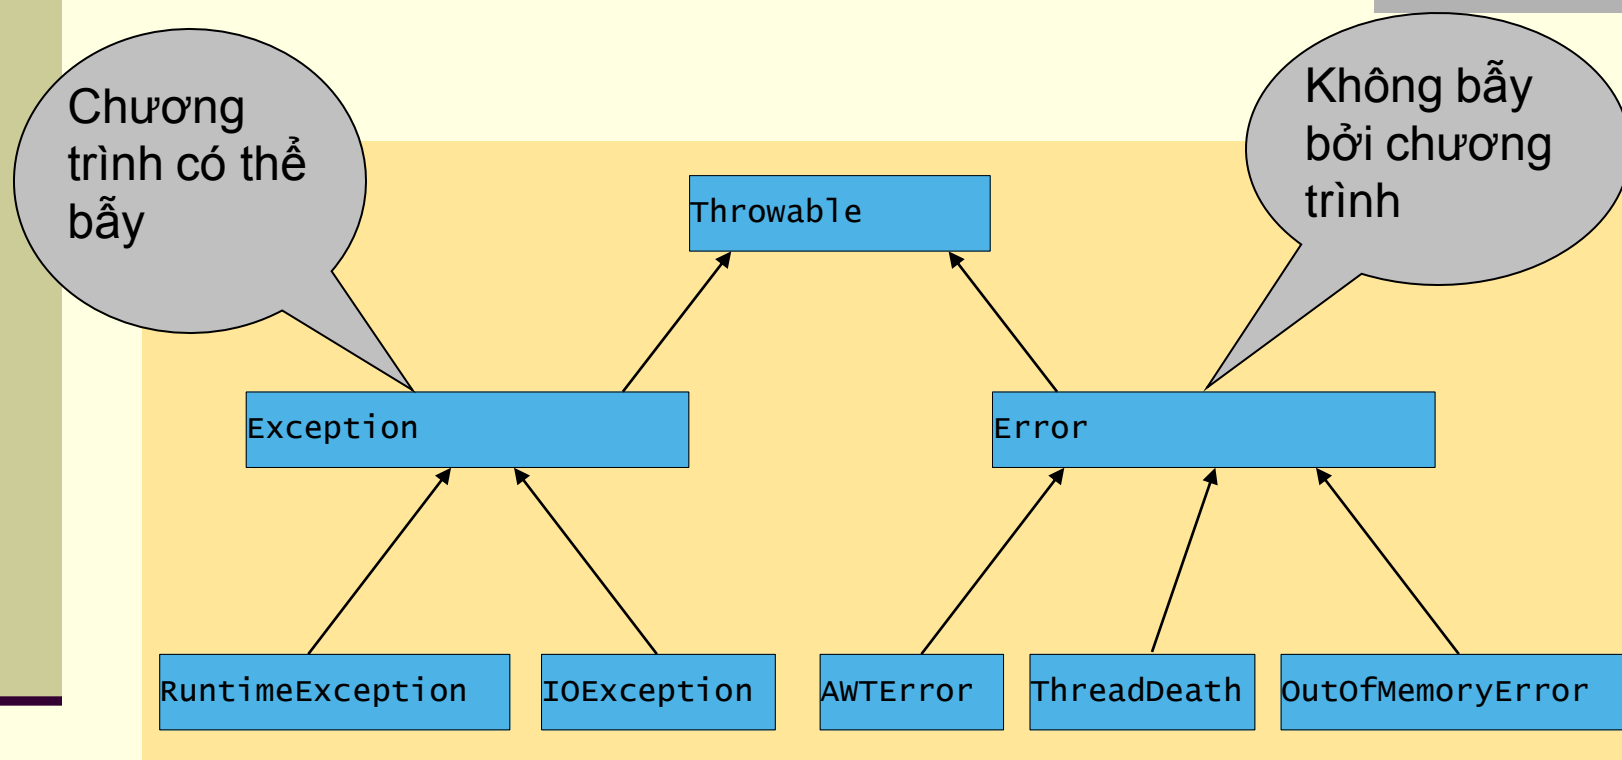 Chương
trình có thể
bẫy
Không bẫy
bởi chương
trình
Throwable
Exception
Error
RuntimeException
IOException
AWTError
ThreadDeath
OutOfMemoryError